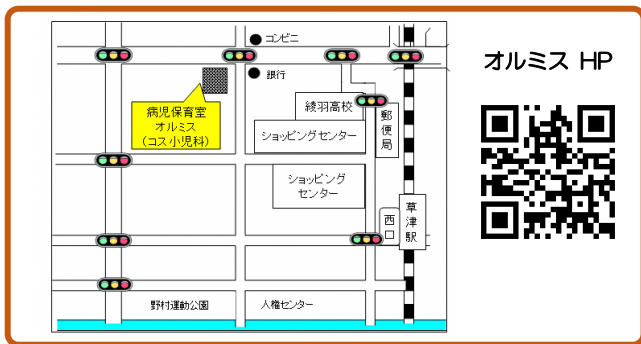 コンビニ
銀行
病児保育室
オルミス
(コス小児科)
綾羽高校
ショッピングセンター
郵
便
局
ショッピング
センター
西
口
草
津
駅
野村運動公園
人権センター
オルミス HP